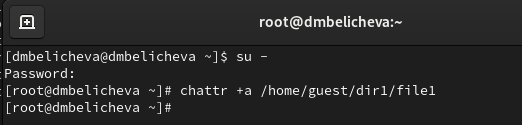 root@dmbelicheva:~
[dmbelicheva@dmbelicheva ~]$ su -
Password:
[root@dmbelicheva ~]# chattr +a /home/guest/dir1/file1
[root@dmbelicheva ~]#